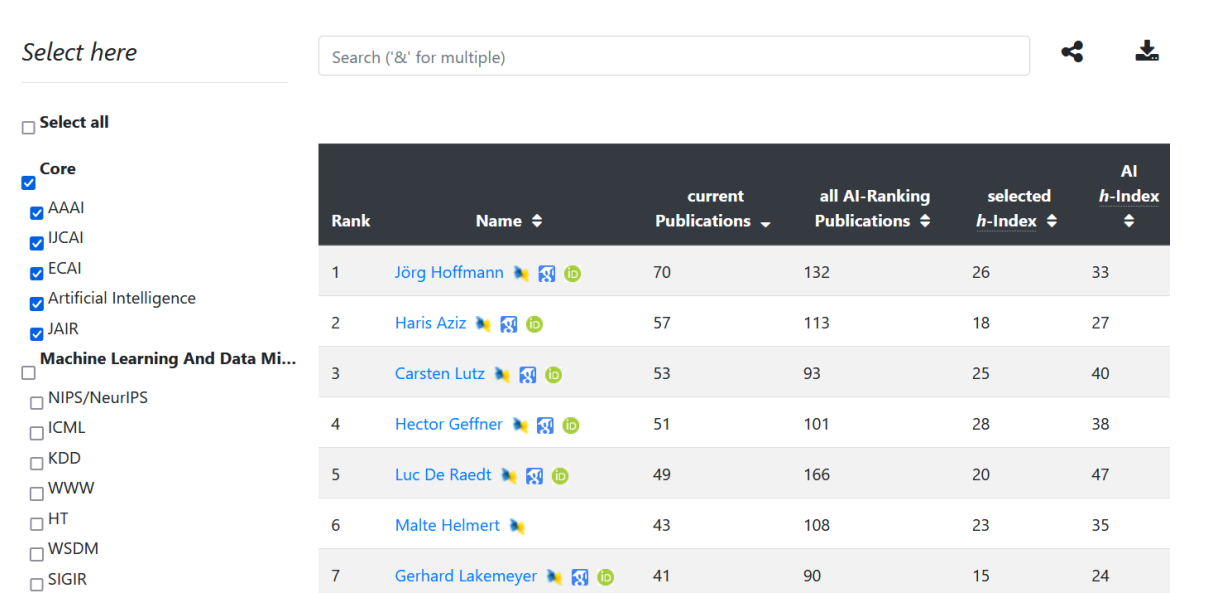 Select here
Search ('&' for multiple)
Select all
Core
AAAI
IJCAI
ECAI
Artificial Intelligence
JAIR
Machine Learning And Data Mi...
NIPS/NeurIPS
ICML
KDD
WWW
HT
WSDM
SIGIR
Rank Name current Publications all AI-Ranking Publications selected h-Index AI h-Index
1 Jörg Hoffmann 70 132 26 33
2 Haris Aziz 57 113 18 27
3 Carsten Lutz 53 93 25 40
4 Hector Geffner 51 101 28 38
5 Luc De Raedt 49 166 20 47
6 Malte Helmert 43 108 23 35
7 Gerhard Lakemeyer 41 90 15 24